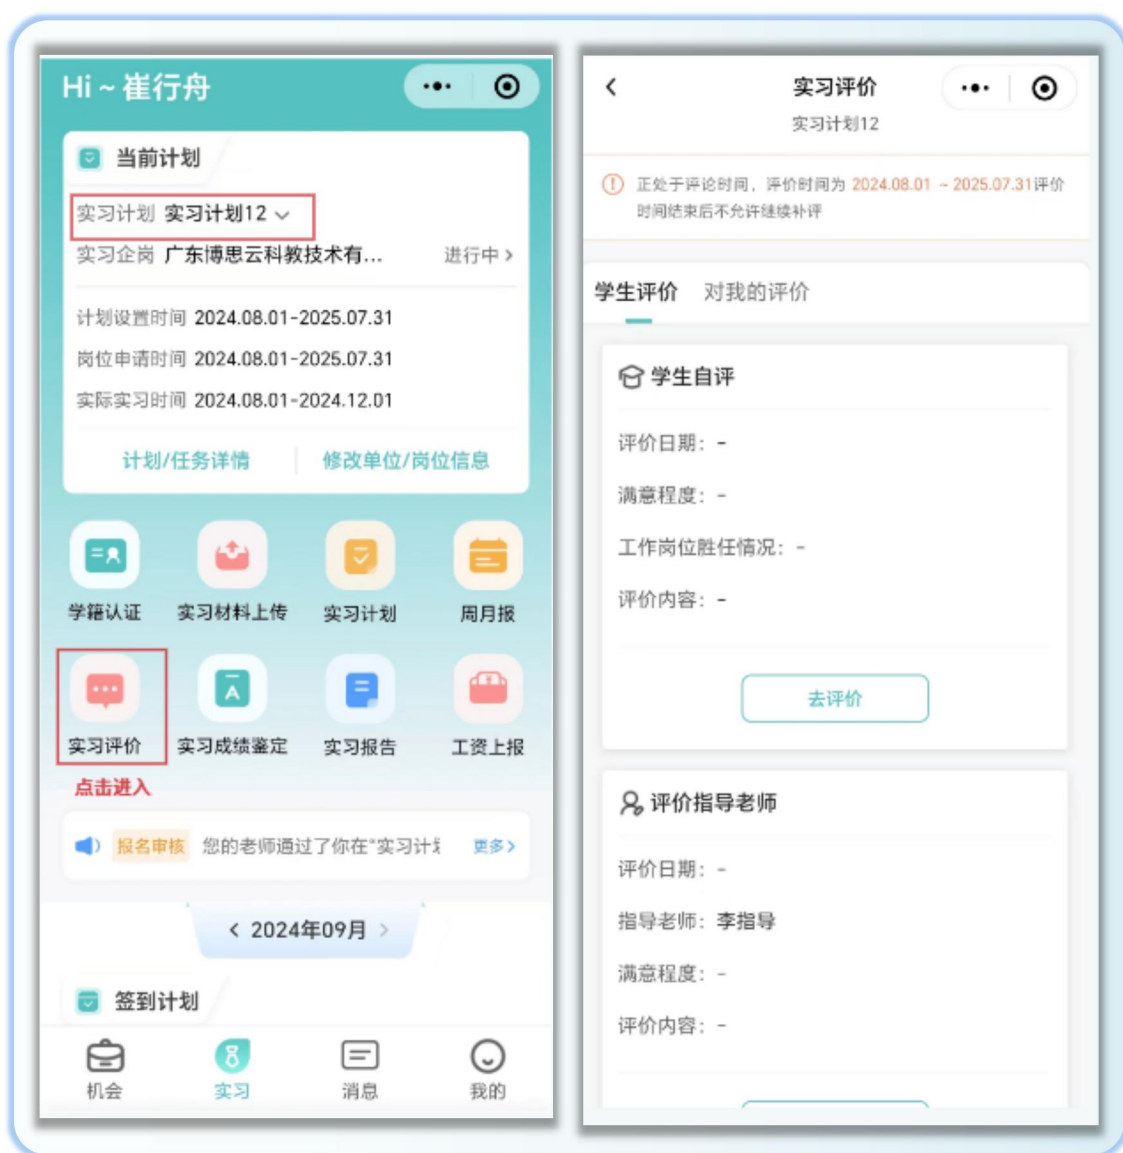 Hi ~ 崔行舟
当前计划
实习计划 实习计划12
实习企岗 广东博思云科教技术有... 进行中 >
计划设置时间 2024.08.01-2025.07.31
岗位申请时间 2024.08.01-2025.07.31
实际实习时间 2024.08.01-2024.12.01
计划/任务详情 修改单位/岗位信息
学籍认证 实习材料上传 实习计划 周月报
实习评价 实习成绩鉴定 实习报告 工资上报
点击进入
报名审核 您的老师通过了你在"实习计划 更多>
< 2024年09月 >
签到计划
机会 实习 消息 我的
实习评价
实习计划12
正处于评论时间，评价时间为 2024.08.01 ~ 2025.07.31评价
时间结束后不允许继续补评
学生评价 对我的评价
学生自评
评价日期：-
满意程度：-
工作岗位胜任情况：-
评价内容：-
去评价
评价指导老师
评价日期：-
指导老师：李指导
满意程度：-
评价内容：-